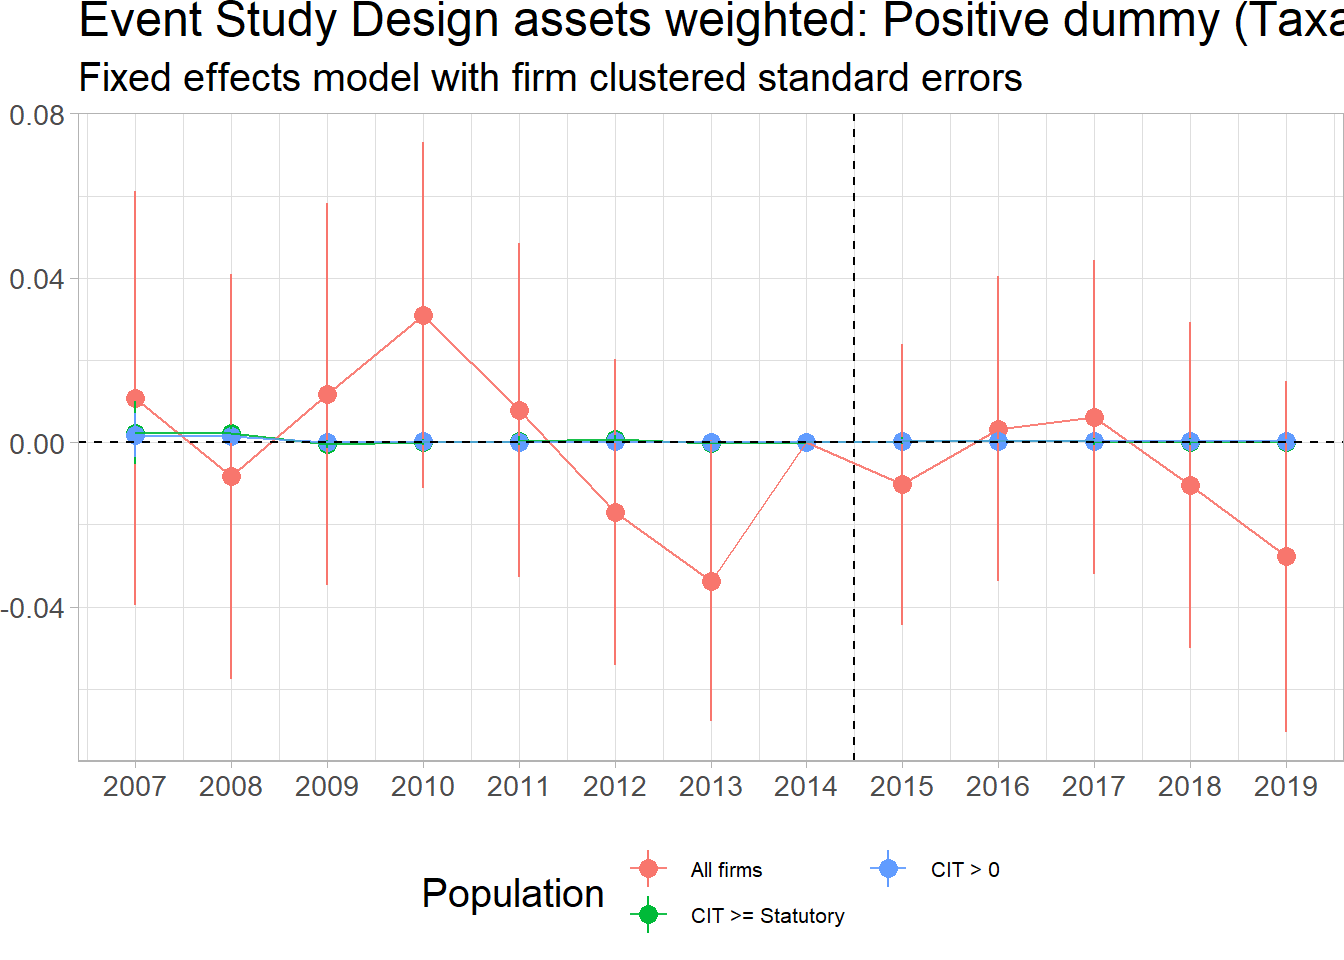 Event Study Design assets weighted: Positive dummy (Taxa
Fixed effects model with firm clustered standard errors
0.08
0.04
0.00
-0.04
2007 2008 2009 2010 2011 2012 2013 2014 2015 2016 2017 2018 2019
Population
All firms
CIT > 0
CIT >= Statutory